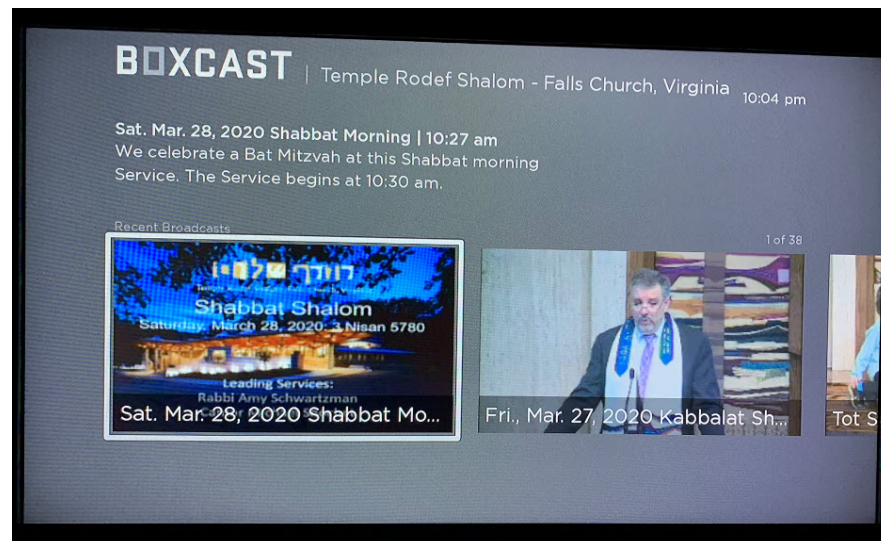 BOXCAST | Temple Rodef Shalom - Falls Church, Virginia
10:04 pm
Sat. Mar. 28, 2020 Shabbat Morning | 10:27 am
We celebrate a Bat Mitzvah at this Shabbat morning
Service. The Service begins at 10:30 am.
Recent Broadcasts
1 of 38
רודף שלום
Shabbat Shalom
Saturday, March 28, 2020: 3 Nisan 5780
Leading Services:
Rabbi Amy Schwartzman
Sat. Mar. 28, 2020 Shabbat Mo...
Fri., Mar. 27, 2020 Kabbalat Sh...
Tot S